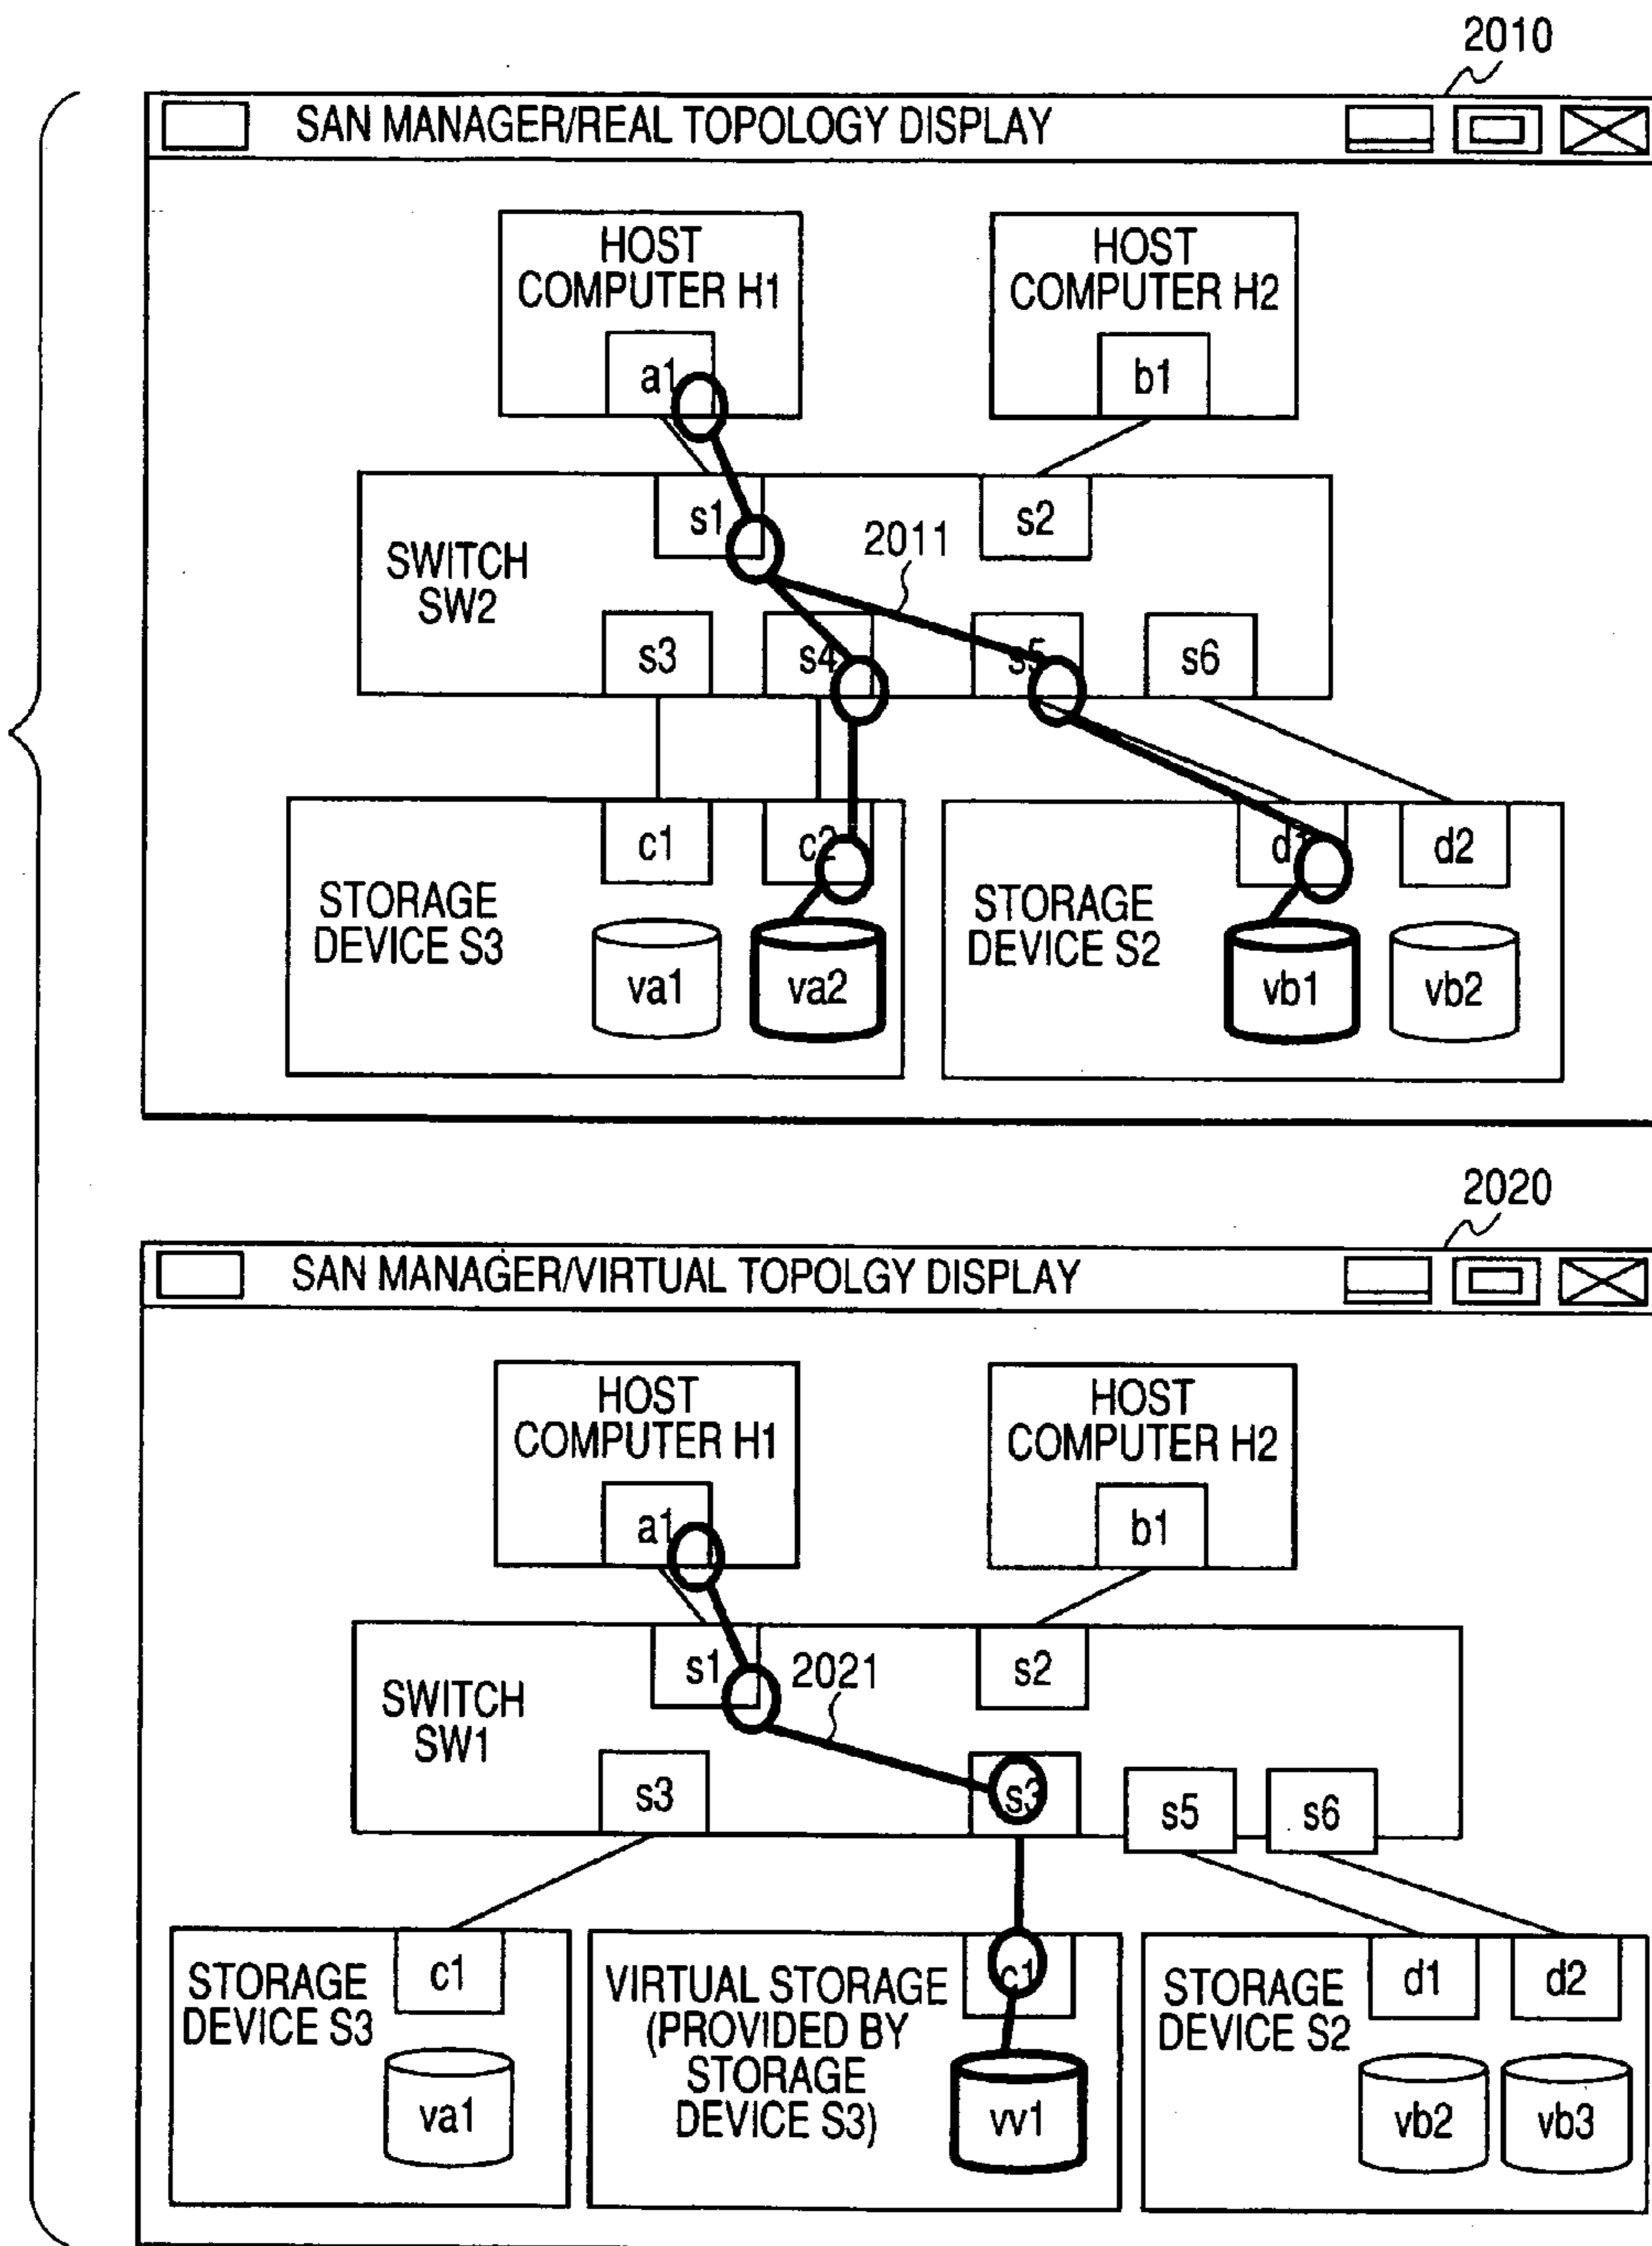 2010
SAN MANAGER/REAL TOPOLOGY DISPLAY
HOST
COMPUTER H1
a1
HOST
COMPUTER H2
b1
s1
s2
2011
SWITCH
SW2
s3
s4
s5
s6
c1
c2
d1
d2
STORAGE
DEVICE S3
va1
va2
STORAGE
DEVICE S2
vb1
vb2
2020
SAN MANAGER/VIRTUAL TOPOLGY DISPLAY
HOST
COMPUTER H1
a1
HOST
COMPUTER H2
b1
s1
s2
2021
SWITCH
SW1
s3
s3
s5
s6
STORAGE
DEVICE S3
c1
va1
VIRTUAL STORAGE
(PROVIDED BY
STORAGE
DEVICE S3)
c1
vv1
STORAGE
DEVICE S2
d1
d2
vb2
vb3